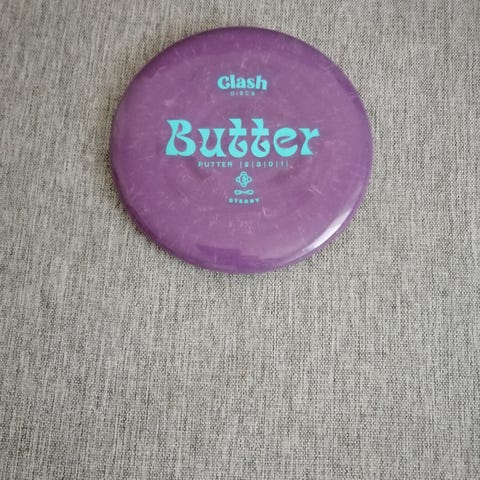 Clash
DISCS
Butter
PUTTER |2|3|0|1|
STEADY